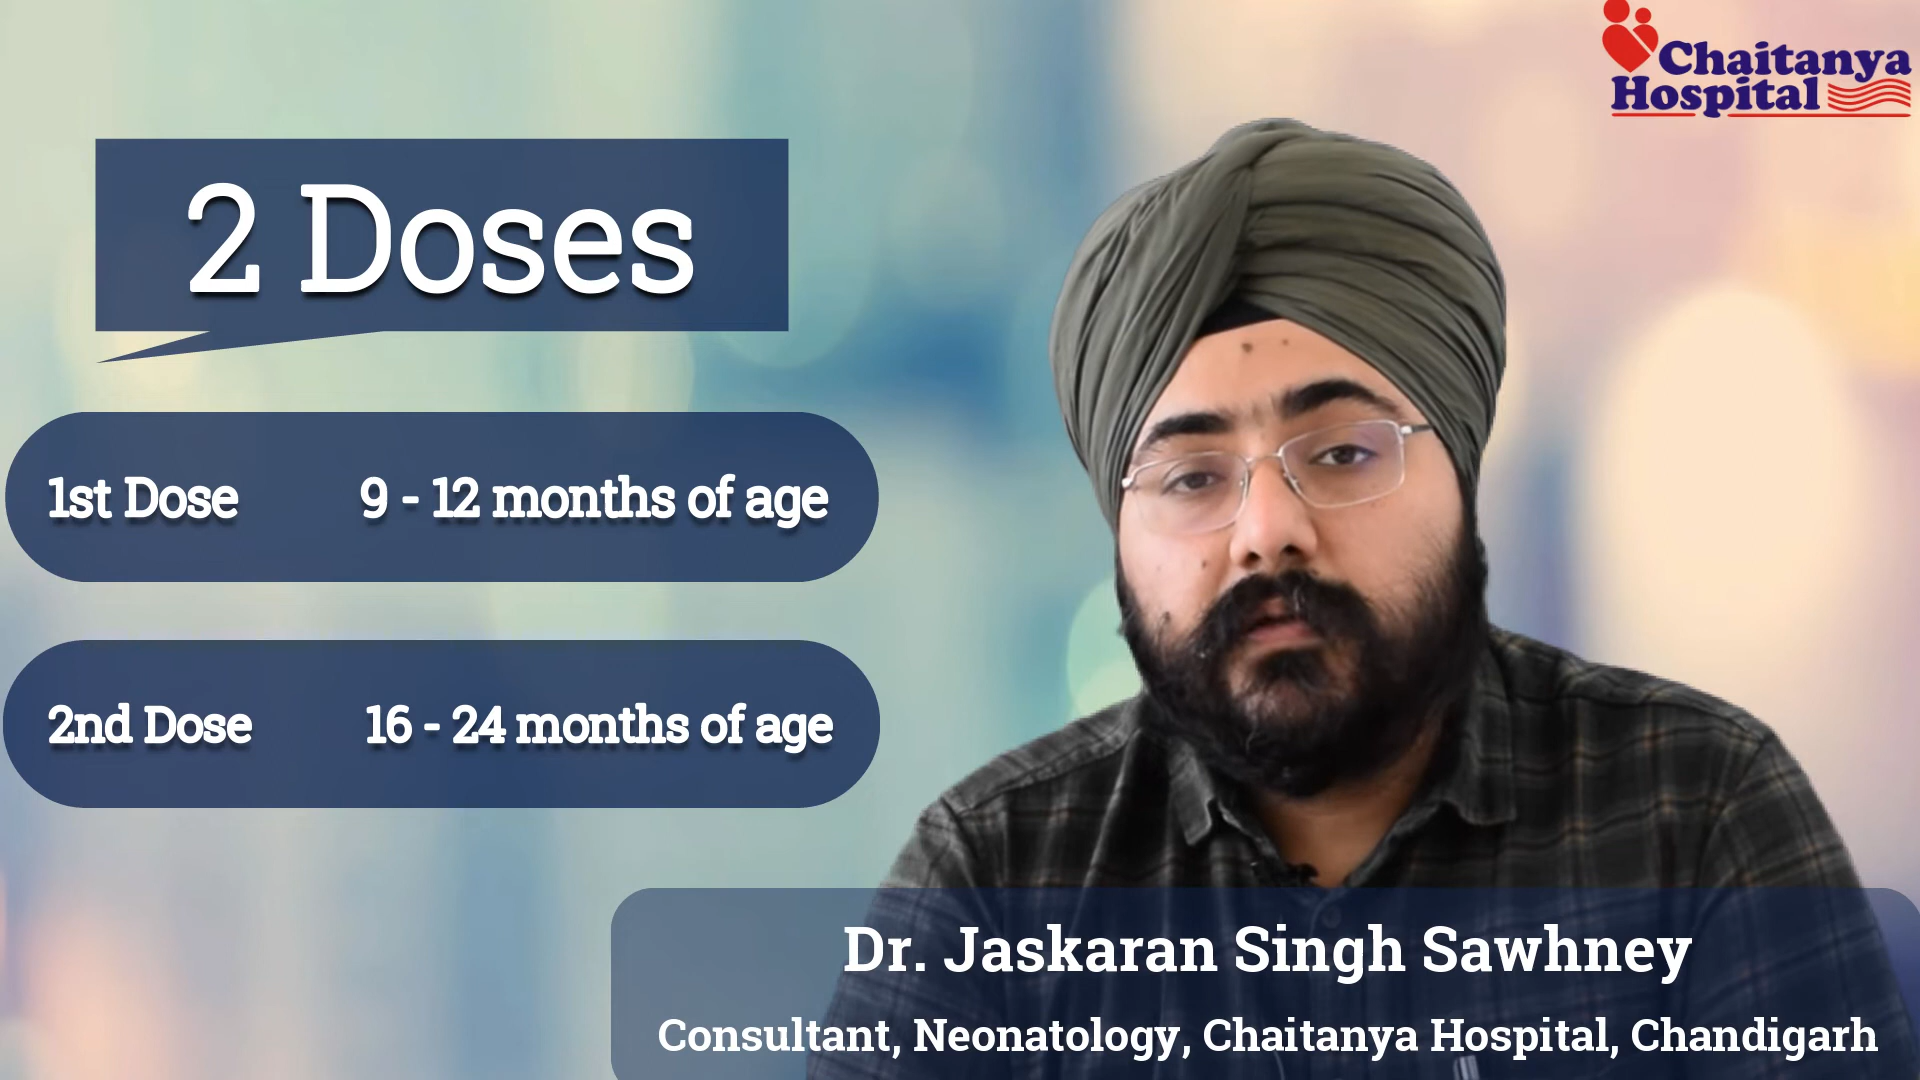 Chaitanya
Hospital
2 Doses
1st Dose 9 - 12 months of age
2nd Dose 16 - 24 months of age
Dr. Jaskaran Singh Sawhney
Consultant, Neonatology, Chaitanya Hospital, Chandigarh